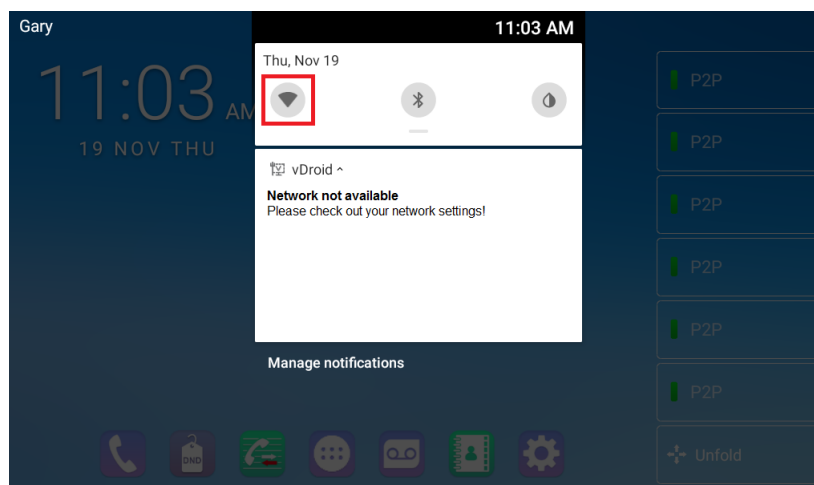 Gary
11:03 AM
Thu, Nov 19
11:03 AM
19 NOV THU
vDroid
Network not available
Please check out your network settings!
Manage notifications
P2P
P2P
P2P
P2P
P2P
P2P
Unfold
DND